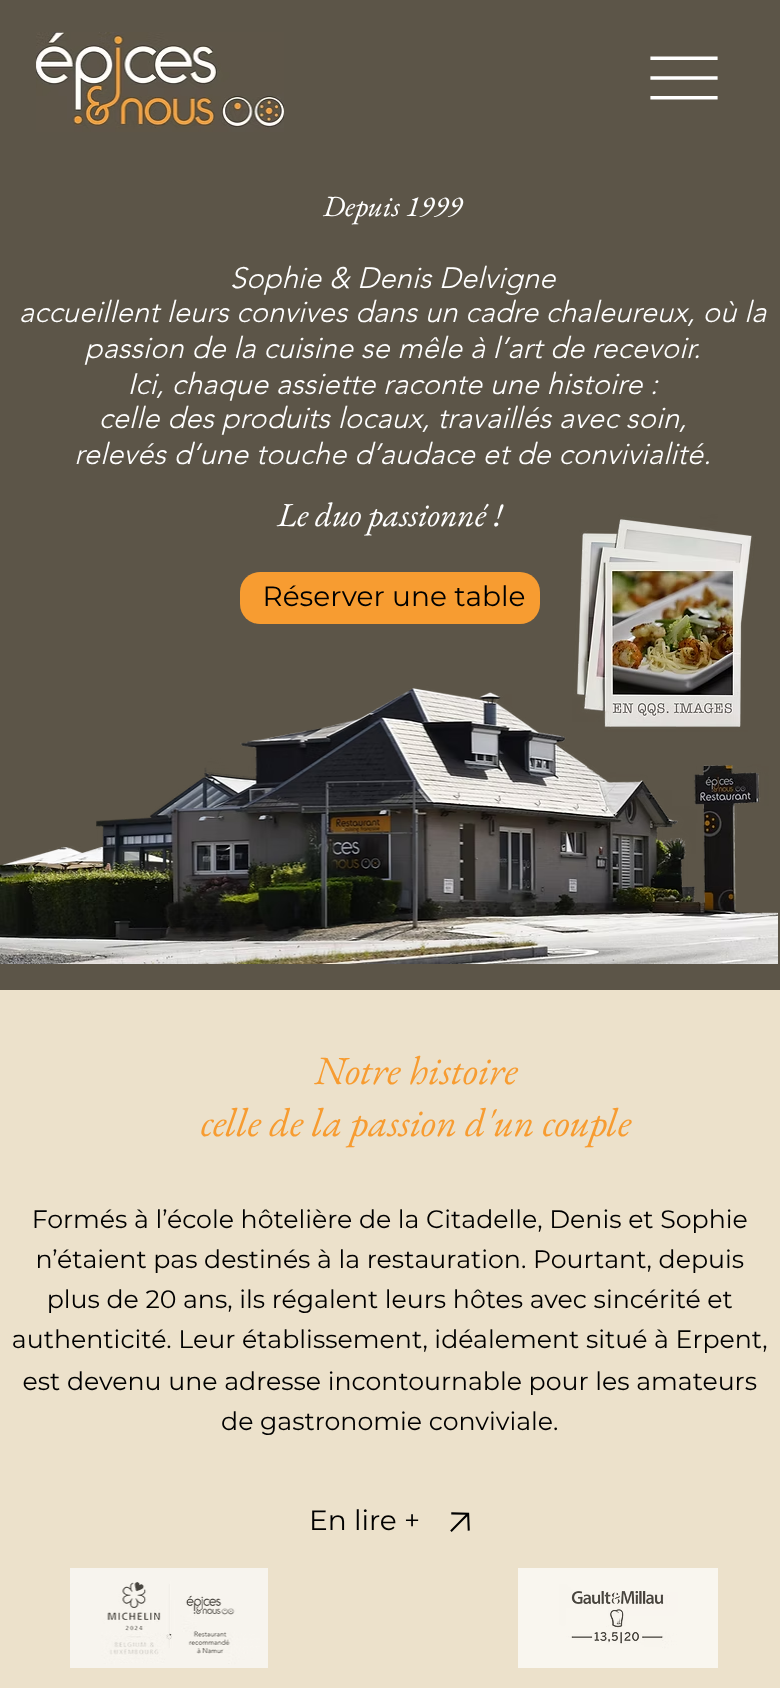 épices
&nous
Depuis 1999
Sophie & Denis Delvigne
accueillent leurs convives dans un cadre chaleureux, où la
passion de la cuisine se mêle à l’art de recevoir.
Ici, chaque assiette raconte une histoire :
celle des produits locaux, travaillés avec soin,
relevés d’une touche d’audace et de convivialité.
Le duo passionné !
Réserver une table
EN QQS. IMAGES
épices
&nous
Restaurant
Restaurant
ces
nous
Notre histoire
celle de la passion d'un couple
Formés à l’école hôtelière de la Citadelle, Denis et Sophie
n’étaient pas destinés à la restauration. Pourtant, depuis
plus de 20 ans, ils régalent leurs hôtes avec sincérité et
authenticité. Leur établissement, idéalement situé à Erpent,
est devenu une adresse incontournable pour les amateurs
de gastronomie conviviale.
En lire +
MICHELIN
2024
BELGIQUE &
LUXEMBOURG
épices
&nous
Restaurant
recommandé
à Namur
Gault&Millau
13,5|20